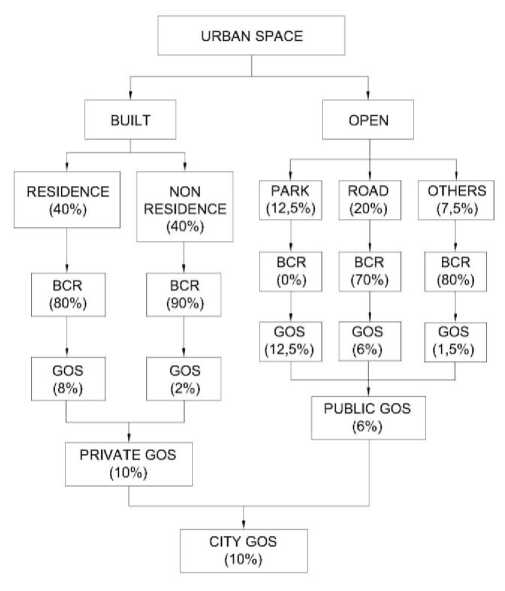 URBAN SPACE
BUILT
OPEN
RESIDENCE
(40%)
NON
RESIDENCE
(40%)
PARK
(12,5%)
ROAD
(20%)
OTHERS
(7,5%)
BCR
(80%)
BCR
(90%)
BCR
(0%)
BCR
(70%)
BCR
(80%)
GOS
(8%)
GOS
(2%)
GOS
(12,5%)
GOS
(6%)
GOS
(1,5%)
PUBLIC GOS
(6%)
PRIVATE GOS
(10%)
CITY GOS
(10%)